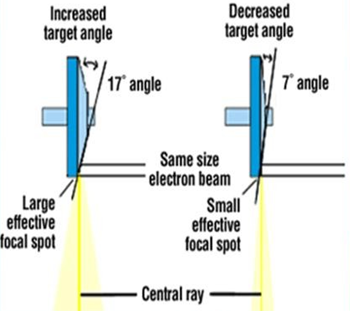 Increased
target angle
Decreased
target angle
17° angle
7° angle
Same size
electron beam
Large
effective
focal spot
Small
effective
focal spot
Central ray